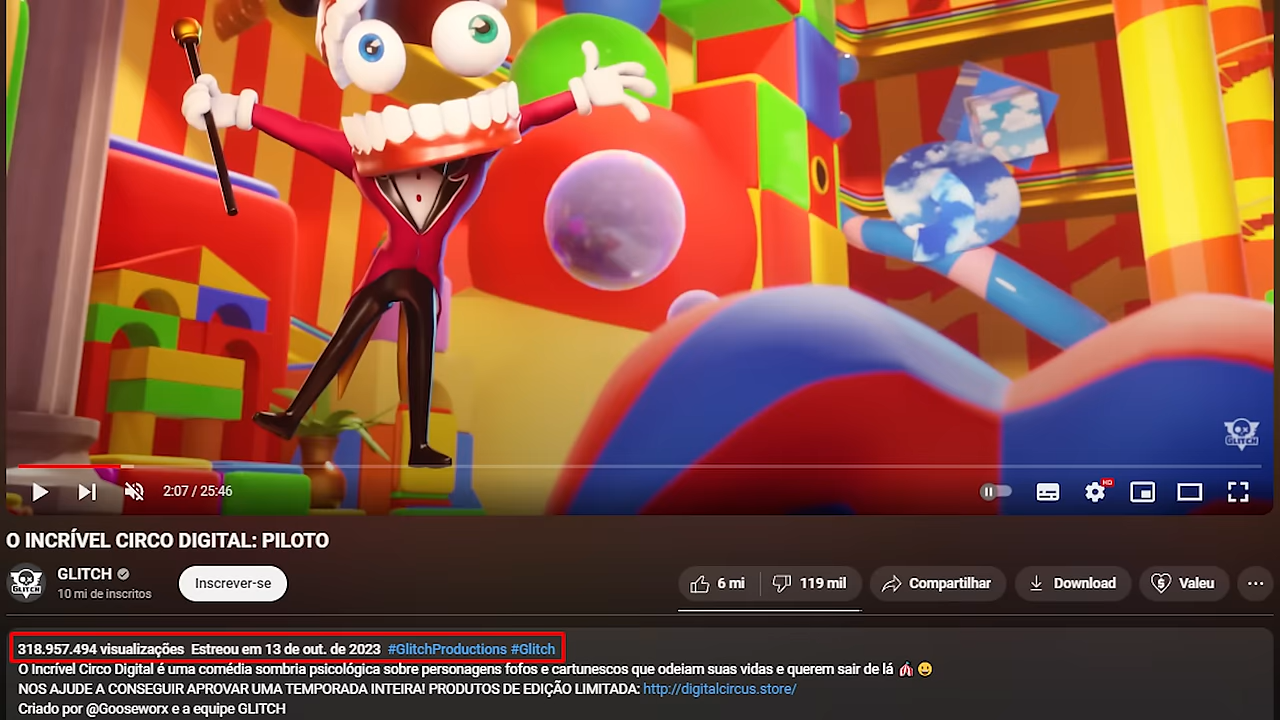 GLITCH
2:07 / 25:46
HD
O INCRÍVEL CIRCO DIGITAL: PILOTO
GLITCH
GLITCH
10 mi de inscritos
Inscrever-se
6 mi
119 mil
Compartilhar
Download
Valeu
318.957.494 visualizações Estreou em 13 de out. de 2023 #GlitchProductions #Glitch
O Incrível Circo Digital é uma comédia sombria psicológica sobre personagens fofos e cartunescos que odeiam suas vidas e querem sair de lá 🎪 😀
NOS AJUDE A CONSEGUIR APROVAR UMA TEMPORADA INTEIRA! PRODUTOS DE EDIÇÃO LIMITADA: http://digitalcircus.store/
Criado por @Gooseworx e a equipe GLITCH